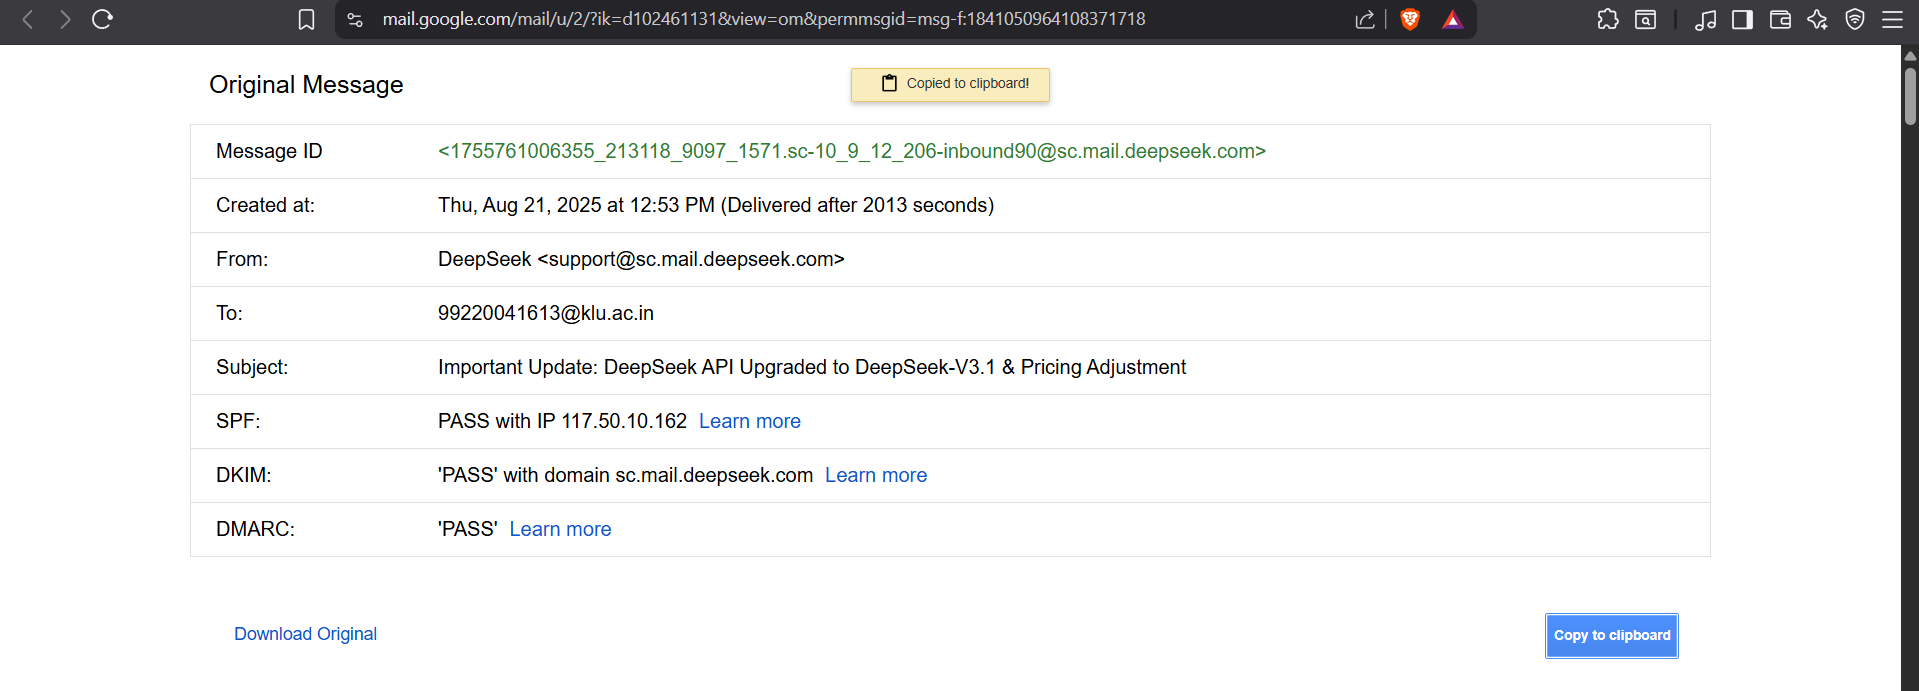 mail.google.com/mail/u/2/?ik=d102461131&view=om&permmsgid=msg-f:1841050964108371718
Original Message
Copied to clipboard!
Message ID <1755761006355_213118_9097_1571.sc-10_9_12_206-inbound90@sc.mail.deepseek.com>
Created at: Thu, Aug 21, 2025 at 12:53 PM (Delivered after 2013 seconds)
From: DeepSeek <support@sc.mail.deepseek.com>
To: 99220041613@klu.ac.in
Subject: Important Update: DeepSeek API Upgraded to DeepSeek-V3.1 & Pricing Adjustment
SPF: PASS with IP 117.50.10.162 Learn more
DKIM: 'PASS' with domain sc.mail.deepseek.com Learn more
DMARC: 'PASS' Learn more
Download Original
Copy to clipboard